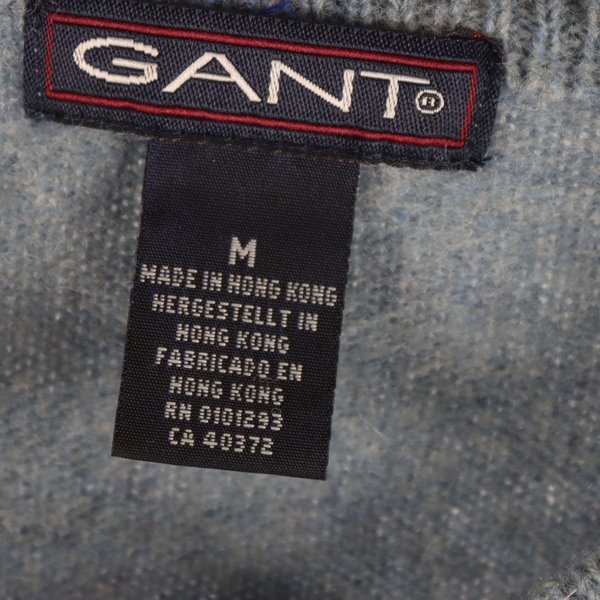 GANT®
M
MADE IN HONG KONG
HERGESTELLT IN
HONG KONG
FABRICADO EN
HONG KONG
RN 0101293
CA 40372